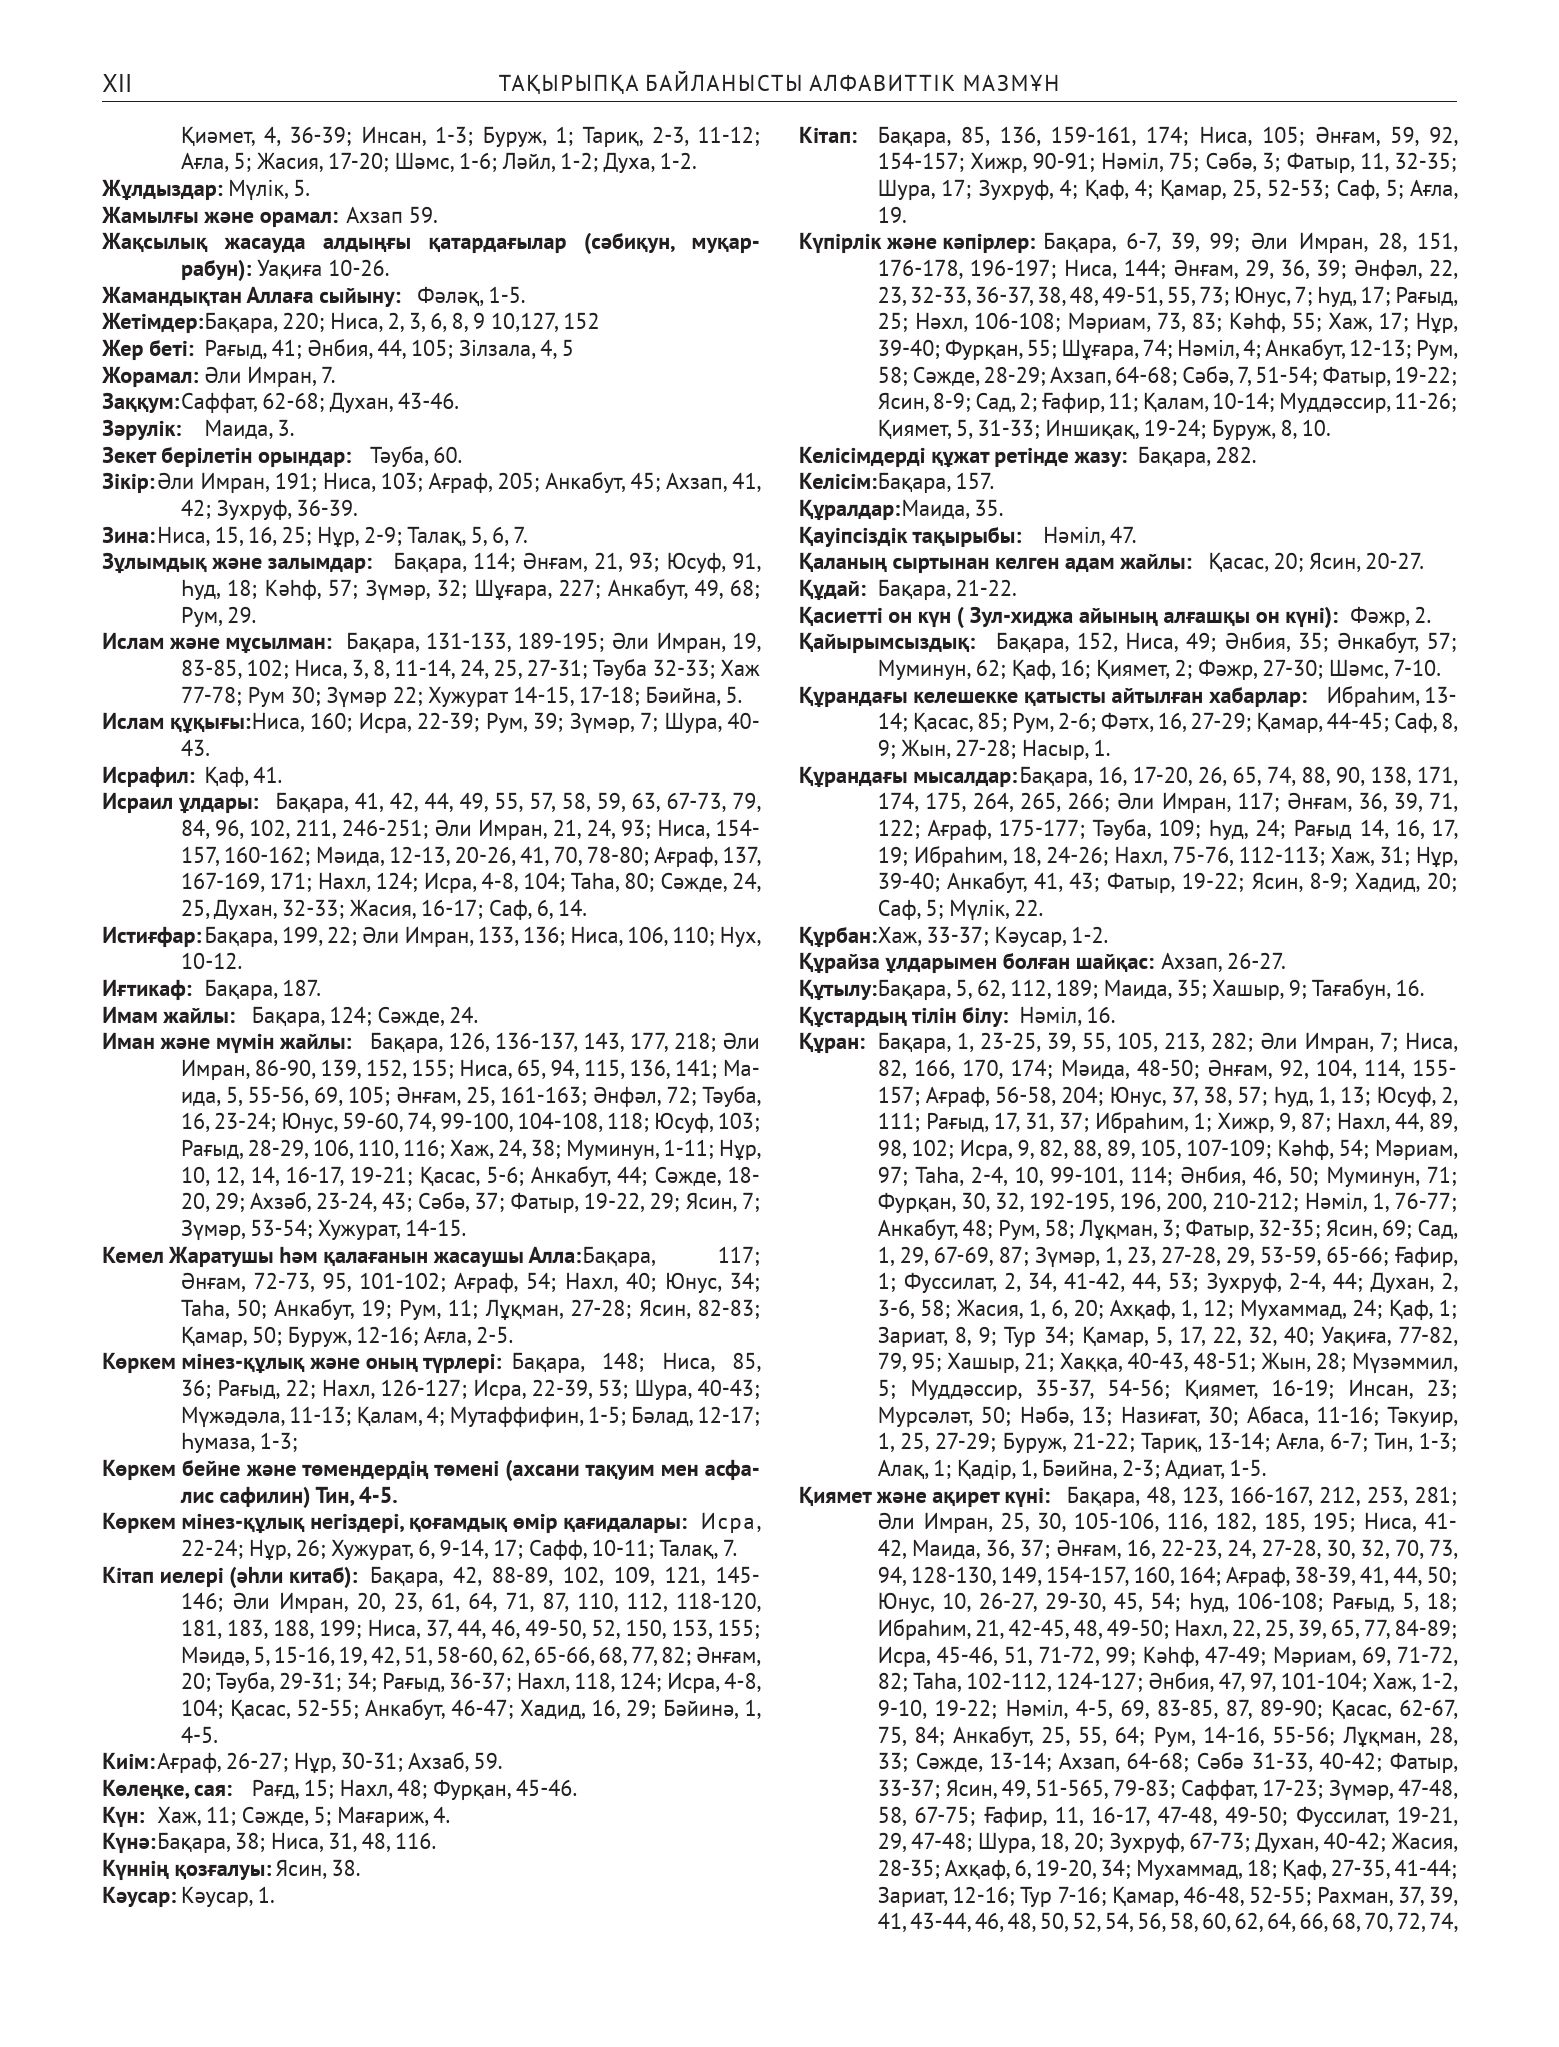 XII
ТАҚЫРЫПҚА БАЙЛАНЫСТЫ АЛФАВИТТІК МАЗМҰН
Қиәмет, 4, 36-39; Инсан, 1-3; Буруж, 1; Тариқ, 2-3, 11-12;
Ағла, 5; Жасия, 17-20; Шәмс, 1-6; Ләйл, 1-2; Духа, 1-2.
Жұлдыздар: Мүлік, 5.
Жамылғы және орамал: Ахзап 59.
Жақсылық жасауда алдыңғы қатардағылар (сәбиқун, муқар-
рабун): Уақиға 10-26.
Жамандықтан Аллаға сыйыну: Фәләқ, 1-5.
Жетімдер:Бақара, 220; Ниса, 2, 3, 6, 8, 9 10,127, 152
Жер беті: Рағыд, 41; Әнбия, 44, 105; Зілзала, 4, 5
Жорамал: Әли Имран, 7.
Заққум:Саффат, 62-68; Духан, 43-46.
Зәрулік: Маида, 3.
Зекет берілетін орындар: Тәуба, 60.
Зікір:Әли Имран, 191; Ниса, 103; Ағраф, 205; Анкабут, 45; Ахзап, 41,
42; Зухруф, 36-39.
Зина:Ниса, 15, 16, 25; Нұр, 2-9; Талақ, 5, 6, 7.
Зұлымдық және залымдар: Бақара, 114; Әнғам, 21, 93; Юсуф, 91,
Һуд, 18; Кәһф, 57; Зүмәр, 32; Шұғара, 227; Анкабут, 49, 68;
Рум, 29.
Ислам және мұсылман: Бақара, 131-133, 189-195; Әли Имран, 19,
83-85, 102; Ниса, 3, 8, 11-14, 24, 25, 27-31; Тәуба 32-33; Хаж
77-78; Рум 30; Зүмәр 22; Хужурат 14-15, 17-18; Бәийна, 5.
Ислам құқығы:Ниса, 160; Исра, 22-39; Рум, 39; Зүмәр, 7; Шура, 40-
43.
Исрафил: Қаф, 41.
Исраил ұлдары: Бақара, 41, 42, 44, 49, 55, 57, 58, 59, 63, 67-73, 79,
84, 96, 102, 211, 246-251; Әли Имран, 21, 24, 93; Ниса, 154-
157, 160-162; Мәида, 12-13, 20-26, 41, 70, 78-80; Ағраф, 137,
167-169, 171; Нахл, 124; Исра, 4-8, 104; Таһа, 80; Сәжде, 24,
25, Духан, 32-33; Жасия, 16-17; Саф, 6, 14.
Истиғфар:Бақара, 199, 22; Әли Имран, 133, 136; Ниса, 106, 110; Нух,
10-12.
Иғтикаф: Бақара, 187.
Имам жайлы: Бақара, 124; Сәжде, 24.
Иман және мүмін жайлы: Бақара, 126, 136-137, 143, 177, 218; Әли
Имран, 86-90, 139, 152, 155; Ниса, 65, 94, 115, 136, 141; Ма-
ида, 5, 55-56, 69, 105; Әнғам, 25, 161-163; Әнфәл, 72; Тәуба,
16, 23-24; Юнус, 59-60, 74, 99-100, 104-108, 118; Юсуф, 103;
Рағыд, 28-29, 106, 110, 116; Хаж, 24, 38; Муминун, 1-11; Нұр,
10, 12, 14, 16-17, 19-21; Қасас, 5-6; Анкабут, 44; Сәжде, 18-
20, 29; Ахзәб, 23-24, 43; Сәбә, 37; Фатыр, 19-22, 29; Ясин, 7;
Зүмәр, 53-54; Хужурат, 14-15.
Кемел Жаратушы һәм қалағанын жасаушы Алла:Бақара, 117;
Әнғам, 72-73, 95, 101-102; Ағраф, 54; Нахл, 40; Юнус, 34;
Таһа, 50; Анкабут, 19; Рум, 11; Лұқман, 27-28; Ясин, 82-83;
Қамар, 50; Буруж, 12-16; Ағла, 2-5.
Көркем мінез-құлық және оның түрлері: Бақара, 148; Ниса, 85,
36; Рағыд, 22; Нахл, 126-127; Исра, 22-39, 53; Шура, 40-43;
Мүжәдәла, 11-13; Қалам, 4; Мутаффифин, 1-5; Бәлад, 12-17;
Һумаза, 1-3;
Көркем бейне және төмендердің төмені (ахсани тақуим мен асфа-
лис сафилин) Тин, 4-5.
Көркем мінез-құлық негіздері, қоғамдық өмір қағидалары: Исра,
22-24; Нұр, 26; Хужурат, 6, 9-14, 17; Сафф, 10-11; Талақ, 7.
Кітап иелері (әһли китаб): Бақара, 42, 88-89, 102, 109, 121, 145-
146; Әли Имран, 20, 23, 61, 64, 71, 87, 110, 112, 118-120,
181, 183, 188, 199; Ниса, 37, 44, 46, 49-50, 52, 150, 153, 155;
Мәидә, 5, 15-16, 19, 42, 51, 58-60, 62, 65-66, 68, 77, 82; Әнғам,
20; Тәуба, 29-31; 34; Рағыд, 36-37; Нахл, 118, 124; Исра, 4-8,
104; Қасас, 52-55; Анкабут, 46-47; Хадид, 16, 29; Бәйинә, 1,
4-5.
Киім:Ағраф, 26-27; Нұр, 30-31; Ахзаб, 59.
Көлеңке, сая: Рағд, 15; Нахл, 48; Фурқан, 45-46.
Күн: Хаж, 11; Сәжде, 5; Мағариж, 4.
Күнә:Бақара, 38; Ниса, 31, 48, 116.
Күннің қозғалуы: Ясин, 38.
Кәусар: Кәусар, 1.
Кітап: Бақара, 85, 136, 159-161, 174; Ниса, 105; Әнғам, 59, 92,
154-157; Хижр, 90-91; Нәміл, 75; Сәбә, 3; Фатыр, 11, 32-35;
Шура, 17; Зухруф, 4; Қаф, 4; Қамар, 25, 52-53; Саф, 5; Ағла,
19.
Күпірлік және кәпірлер: Бақара, 6-7, 39, 99; Әли Имран, 28, 151,
176-178, 196-197; Ниса, 144; Әнғам, 29, 36, 39; Әнфәл, 22,
23, 32-33, 36-37, 38, 48, 49-51, 55, 73; Юнус, 7; Һуд, 17; Рағыд,
25; Нәхл, 106-108; Мәриам, 73, 83; Кәһф, 55; Хаж, 17; Нұр,
39-40; Фурқан, 55; Шұғара, 74; Нәміл, 4; Анкабут, 12-13; Рум,
58; Сәжде, 28-29; Ахзап, 64-68; Сәбә, 7, 51-54; Фатыр, 19-22;
Ясин, 8-9; Сад, 2; Ғафир, 11; Қалам, 10-14; Муддәссир, 11-26;
Қиямет, 5, 31-33; Иншиқақ, 19-24; Буруж, 8, 10.
Келісімдерді құжат ретінде жазу: Бақара, 282.
Келісім:Бақара, 157.
Құралдар:Маида, 35.
Қауіпсіздік тақырыбы: Нәміл, 47.
Қаланың сыртынан келген адам жайлы: Қасас, 20; Ясин, 20-27.
Құдай: Бақара, 21-22.
Қасиетті он күн ( Зул-хиджа айының алғашқы он күні): Фәжр, 2.
Қайырымсыздық: Бақара, 152, Ниса, 49; Әнбия, 35; Әнкабут, 57;
Муминун, 62; Қаф, 16; Қиямет, 2; Фәжр, 27-30; Шәмс, 7-10.
Құрандағы келешекке қатысты айтылған хабарлар: Ибраһим, 13-
14; Қасас, 85; Рум, 2-6; Фәтх, 16, 27-29; Қамар, 44-45; Саф, 8,
9; Жын, 27-28; Насыр, 1.
Құрандағы мысалдар:Бақара, 16, 17-20, 26, 65, 74, 88, 90, 138, 171,
174, 175, 264, 265, 266; Әли Имран, 117; Әнғам, 36, 39, 71,
122; Ағраф, 175-177; Тәуба, 109; Һуд, 24; Рағыд 14, 16, 17,
19; Ибраһим, 18, 24-26; Нахл, 75-76, 112-113; Хаж, 31; Нұр,
39-40; Анкабут, 41, 43; Фатыр, 19-22; Ясин, 8-9; Хадид, 20;
Саф, 5; Мүлік, 22.
Құрбан:Хаж, 33-37; Кәусар, 1-2.
Құрайза ұлдарымен болған шайқас: Ахзап, 26-27.
Құтылу:Бақара, 5, 62, 112, 189; Маида, 35; Хашыр, 9; Тағабун, 16.
Құстардың тілін білу: Нәміл, 16.
Құран: Бақара, 1, 23-25, 39, 55, 105, 213, 282; Әли Имран, 7; Ниса,
82, 166, 170, 174; Мәида, 48-50; Әнғам, 92, 104, 114, 155-
157; Ағраф, 56-58, 204; Юнус, 37, 38, 57; Һуд, 1, 13; Юсуф, 2,
111; Рағыд, 17, 31, 37; Ибраһим, 1; Хижр, 9, 87; Нахл, 44, 89,
98, 102; Исра, 9, 82, 88, 89, 105, 107-109; Кәһф, 54; Мәриам,
97; Таһа, 2-4, 10, 99-101, 114; Әнбия, 46, 50; Муминун, 71;
Фурқан, 30, 32, 192-195, 196, 200, 210-212; Нәміл, 1, 76-77;
Анкабут, 48; Рум, 58; Лұқман, 3; Фатыр, 32-35; Ясин, 69; Сад,
1, 29, 67-69, 87; Зүмәр, 1, 23, 27-28, 29, 53-59, 65-66; Ғафир,
1; Фуссилат, 2, 34, 41-42, 44, 53; Зухруф, 2-4, 44; Духан, 2,
3-6, 58; Жасия, 1, 6, 20; Ахқаф, 1, 12; Мухаммад, 24; Қаф, 1;
Зариат, 8, 9; Тур 34; Қамар, 5, 17, 22, 32, 40; Уақиға, 77-82,
79, 95; Хашыр, 21; Хаққа, 40-43, 48-51; Жын, 28; Мүзәммил,
5; Муддәссир, 35-37, 54-56; Қиямет, 16-19; Инсан, 23;
Мурсәләт, 50; Нәбә, 13; Назиғат, 30; Абаса, 11-16; Тәкуир,
1, 25, 27-29; Буруж, 21-22; Тариқ, 13-14; Ағла, 6-7; Тин, 1-3;
Алақ, 1; Қадір, 1, Бәийна, 2-3; Адиат, 1-5.
Қиямет және ақирет күні: Бақара, 48, 123, 166-167, 212, 253, 281;
Әли Имран, 25, 30, 105-106, 116, 182, 185, 195; Ниса, 41-
42, Маида, 36, 37; Әнғам, 16, 22-23, 24, 27-28, 30, 32, 70, 73,
94, 128-130, 149, 154-157, 160, 164; Ағраф, 38-39, 41, 44, 50;
Юнус, 10, 26-27, 29-30, 45, 54; Һуд, 106-108; Рағыд, 5, 18;
Ибраһим, 21, 42-45, 48, 49-50; Нахл, 22, 25, 39, 65, 77, 84-89;
Исра, 45-46, 51, 71-72, 99; Кәһф, 47-49; Мәриам, 69, 71-72,
82; Таһа, 102-112, 124-127; Әнбия, 47, 97, 101-104; Хаж, 1-2,
9-10, 19-22; Нәміл, 4-5, 69, 83-85, 87, 89-90; Қасас, 62-67,
75, 84; Анкабут, 25, 55, 64; Рум, 14-16, 55-56; Лұқман, 28,
33; Сәжде, 13-14; Ахзап, 64-68; Сәбә 31-33, 40-42; Фатыр,
33-37; Ясин, 49, 51-565, 79-83; Саффат, 17-23; Зүмәр, 47-48,
58, 67-75; Ғафир, 11, 16-17, 47-48, 49-50; Фуссилат, 19-21,
29, 47-48; Шура, 18, 20; Зухруф, 67-73; Духан, 40-42; Жасия,
28-35; Ахқаф, 6, 19-20, 34; Мухаммад, 18; Қаф, 27-35, 41-44;
Зариат, 12-16; Тур 7-16; Қамар, 46-48, 52-55; Рахман, 37, 39,
41, 43-44, 46, 48, 50, 52, 54, 56, 58, 60, 62, 64, 66, 68, 70, 72, 74,